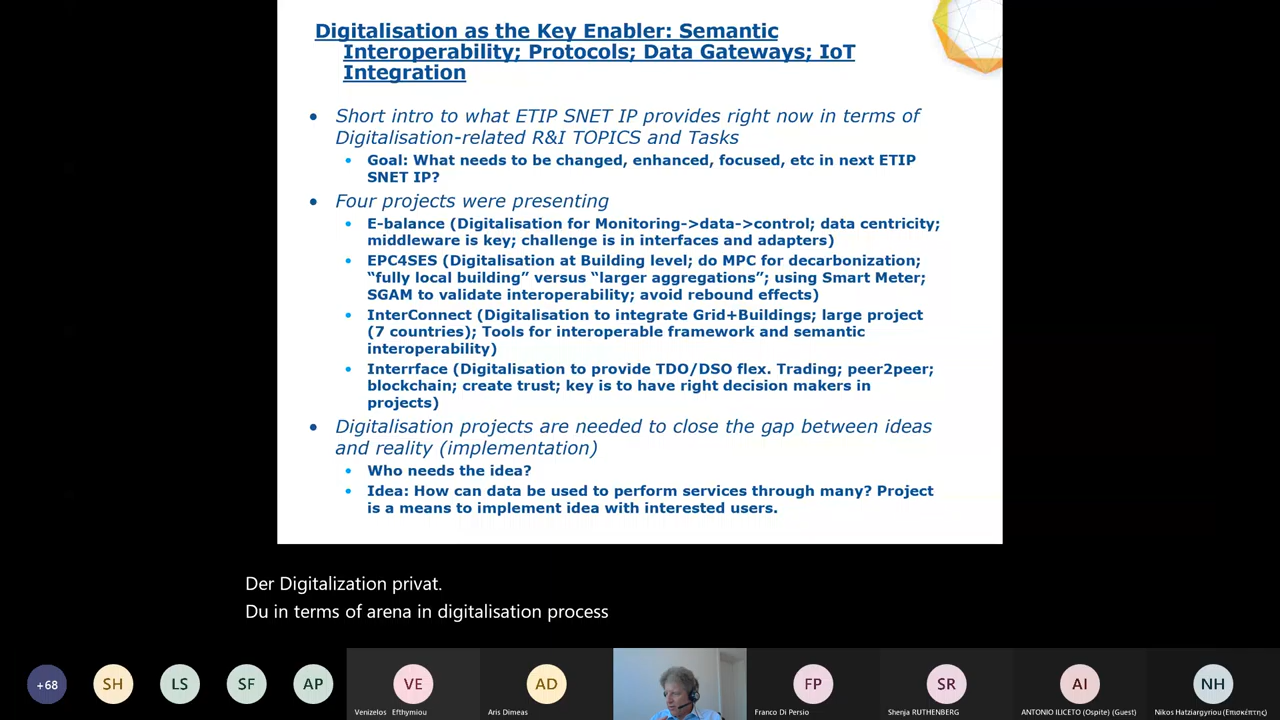 Digitalisation as the Key Enabler: Semantic
Interoperability; Protocols; Data Gateways; IoT
Integration
• Short intro to what ETIP SNET IP provides right now in terms of
Digitalisation-related R&I TOPICS and Tasks
• Goal: What needs to be changed, enhanced, focused, etc in next ETIP
SNET IP?
• Four projects were presenting
• E-balance (Digitalisation for Monitoring->data->control; data centricity;
middleware is key; challenge is in interfaces and adapters)
• EPC4SES (Digitalisation at Building level; do MPC for decarbonization;
“fully local building” versus “larger aggregations”; using Smart Meter;
SGAM to validate interoperability; avoid rebound effects)
• InterConnect (Digitalisation to integrate Grid+Buildings; large project
(7 countries); Tools for interoperable framework and semantic
interoperability)
• Interrface (Digitalisation to provide TDO/DSO flex. Trading; peer2peer;
blockchain; create trust; key is to have right decision makers in
projects)
• Digitalisation projects are needed to close the gap between ideas
and reality (implementation)
• Who needs the idea?
• Idea: How can data be used to perform services through many? Project
is a means to implement idea with interested users.
Der Digitalization privat.
Du in terms of arena in digitalisation process
+68 SH LS SF AP VE AD FP SR AI NH
Venizelos Efthymiou Aris Dimeas Franco Di Persio Shenja RUTHENBERG ANTONIO ILICETO (Ospite) (Guest) Nikos Hatziargyriou (Επισκέπτης)